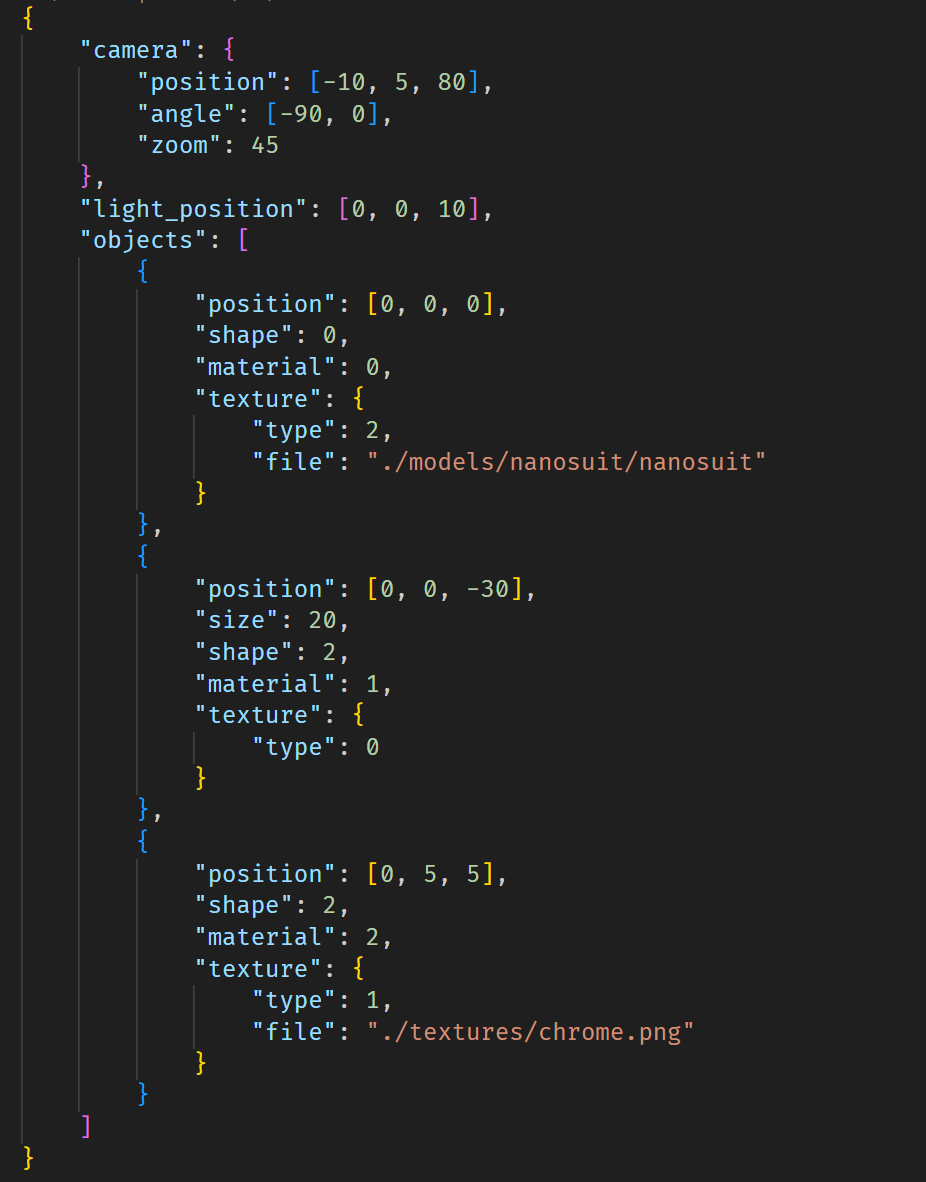 {
    "camera": {
        "position": [-10, 5, 80],
        "angle": [-90, 0],
        "zoom": 45
    },
    "light_position": [0, 0, 10],
    "objects": [
        {
            "position": [0, 0, 0],
            "shape": 0,
            "material": 0,
            "texture": {
                "type": 2,
                "file": "./models/nanosuit/nanosuit"
            }
        },
        {
            "position": [0, 0, -30],
            "size": 20,
            "shape": 2,
            "material": 1,
            "texture": {
                "type": 0
            }
        },
        {
            "position": [0, 5, 5],
            "shape": 2,
            "material": 2,
            "texture": {
                "type": 1,
                "file": "./textures/chrome.png"
            }
        }
    ]
}